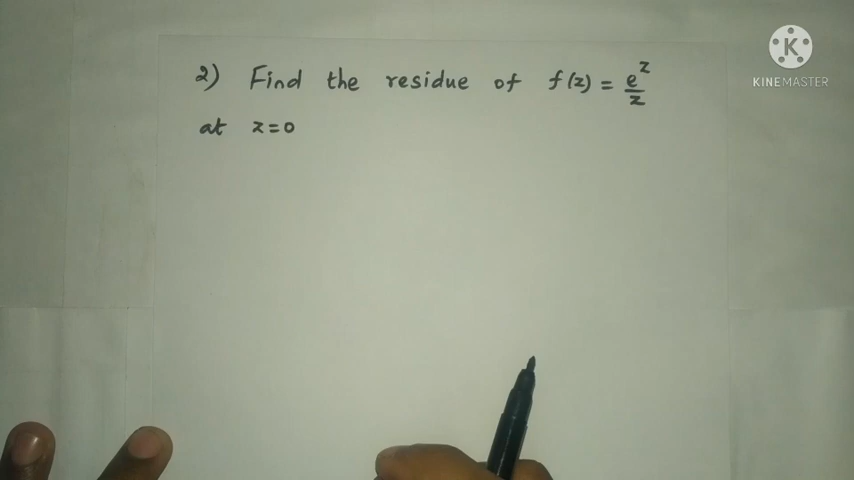 K
KINEMASTER
2) Find the residue of f(z) = e^z/z
at z=0